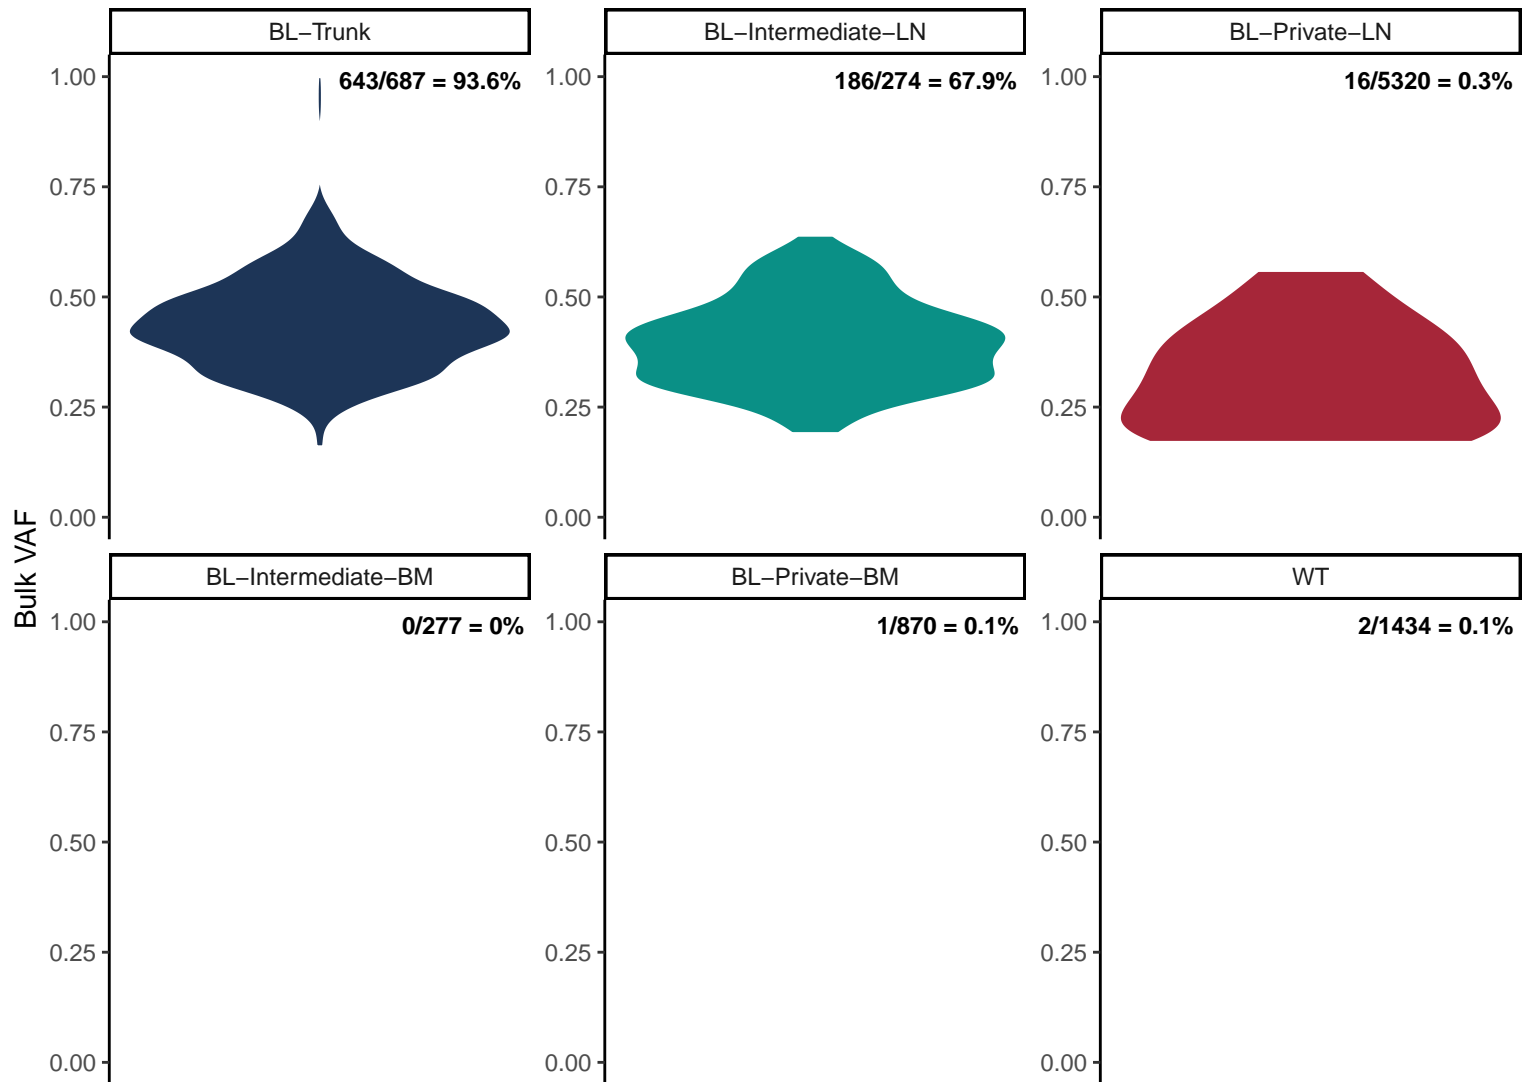 BL−Trunk
BL−Intermediate−LN
BL−Private−LN
643/687 = 93.6%
186/274 = 67.9%
16/5320 = 0.3%
1.00
0.75
0.50
0.25
0.00
1.00
0.75
0.50
0.25
0.00
1.00
0.75
0.50
0.25
0.00
Bulk VAF
BL−Intermediate−BM
BL−Private−BM
WT
0/277 = 0%
1/870 = 0.1%
2/1434 = 0.1%
1.00
0.75
0.50
0.25
0.00
1.00
0.75
0.50
0.25
0.00
1.00
0.75
0.50
0.25
0.00